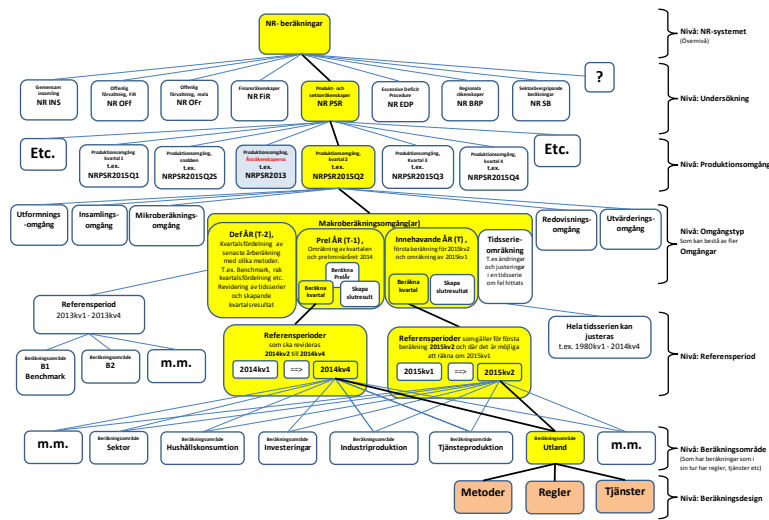 NR- beräkningar
Nivå: NR-systemet
(Övernivå)
Gemensam
insamling
NR INS
Offentlig
förvaltning, FiR
NR OFf
Offentlig
förvaltning, reala
NR OFr
Finansräkenskaper
NR FiR
Produkt- och
sektorräkenskaper
NR PSR
Excessive Deficit
Procedure
NR EDP
Regionala
räkenskaper
NR BRP
Sektorövergripande
beräkningar
NR SB
?
Nivå: Undersökning
Etc.
Produktionsomgång
kvartal 1
t.ex.
NRPSR2015Q1
Produktionsomgång,
snabben
t.ex.
NRPSR2015Q2S
Produktionsomgång,
Årsräkenskaperna
t.ex.
NRPSR2013
Produktionsomgång,
kvartal 2
t.ex.
NRPSR2015Q2
Produktionsomgång,
Kvartal 3
t.ex.
NRPSR2015Q3
Produktionsomgång,
kvartal 4
t.ex.
NRPSR2015Q4
Etc.
Nivå: Produktionsomgång
Utformnings-
omgång
Insamlings-
omgång
Mikroberäknings-
omgång
Makroberäkningsomgång(ar)
Redovisnings-
omgång
Utvärderings-
omgång
Nivå: Omgångstyp
Som kan bestå av fler
Omgångar
Def ÅR (T-2),
Kvartalsfördelning av
senaste årberäkning
med olika metoder.
T.ex. Benchmark, rak
kvartalsfördelning etc.
Revidering av tidsserier
och skapande
kvartalsresultat
Prel ÅR (T-1) ,
Omräkning av kvartalen
och preliminäråret 2014
Beräkna
PrelÅr
Beräkna
kvartal
Skapa
slutresult
Innehavande ÅR (T) ,
första beräkning för 2015kv2
och omräkning av 2015kv1
Beräkna
kvartal
Skapa
slutresultat
Tidsserie-
omräkning
T.ex ändringar
och justeringar
i en tidsserie
om fel hittats
Referensperiod
2013kv1 - 2013kv4
Referensperioder
som ska revideras
2014kv2 till 2014kv4
2014kv1
==>
2014kv4
Referensperioder som gäller för första
beräkning 2015kv2 och där det är möjliga
att räkna om 2015kv1
2015kv1
==>
2015kv2
Hela tidsserien kan
justeras
t.ex. 1980kv1 - 2014kv4
Nivå: Referensperiod
Beräkningsområde
B1
Benchmark
Beräkningsområde
B2
m.m.
m.m.
Beräkningsområde
Sektor
Beräkningsområde
Hushållskonsumtion
Beräkningsområde
Investeringar
Beräkningsområde
Industriproduktion
Beräkningsområde
Tjänsteproduktion
Beräkningsområde
Utland
m.m.
Nivå: Beräkningsområde
(Som har beräkningar som i
sin tur har regler, tjänster etc)
Metoder
Regler
Tjänster
Nivå: Beräkningsdesign